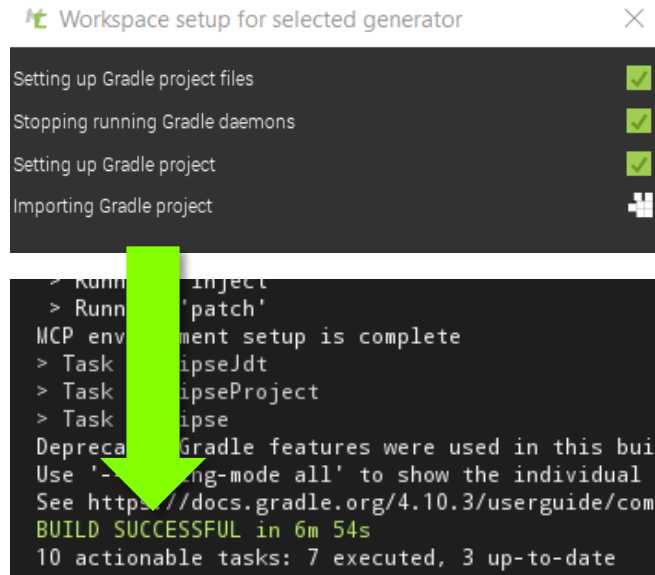 Workspace setup for selected generator
Setting up Gradle project files
Stopping running Gradle daemons
Setting up Gradle project
Importing Gradle project
> Runn 'inject'
> Runn 'patch'
MCP env ment setup is complete
> Task ipseJdt
> Task ipseProject
> Task ipse
Depreca Gradle features were used in this bui
Use '-- ng-mode all' to show the individual
See https://docs.gradle.org/4.10.3/userguide/com
BUILD SUCCESSFUL in 6m 54s
10 actionable tasks: 7 executed, 3 up-to-date